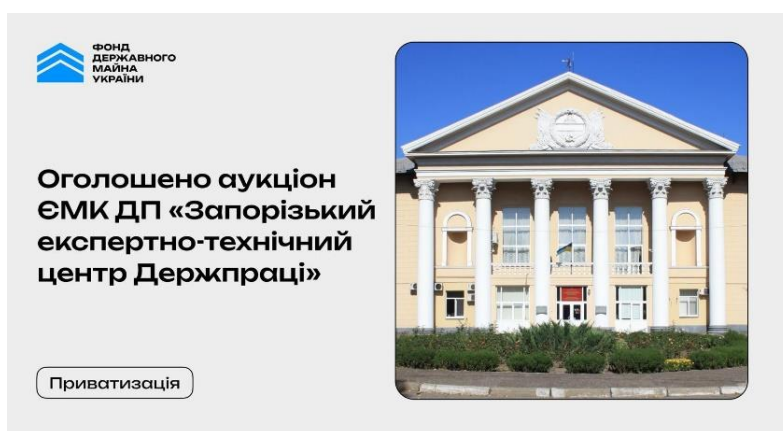 ФОНД
ДЕРЖАВНОГО
МАЙНА
УКРАЇНИ
Оголошено аукціон
ЄМК ДП «Запорізький
експертно-технічний
центр Держпраці»
Приватизація